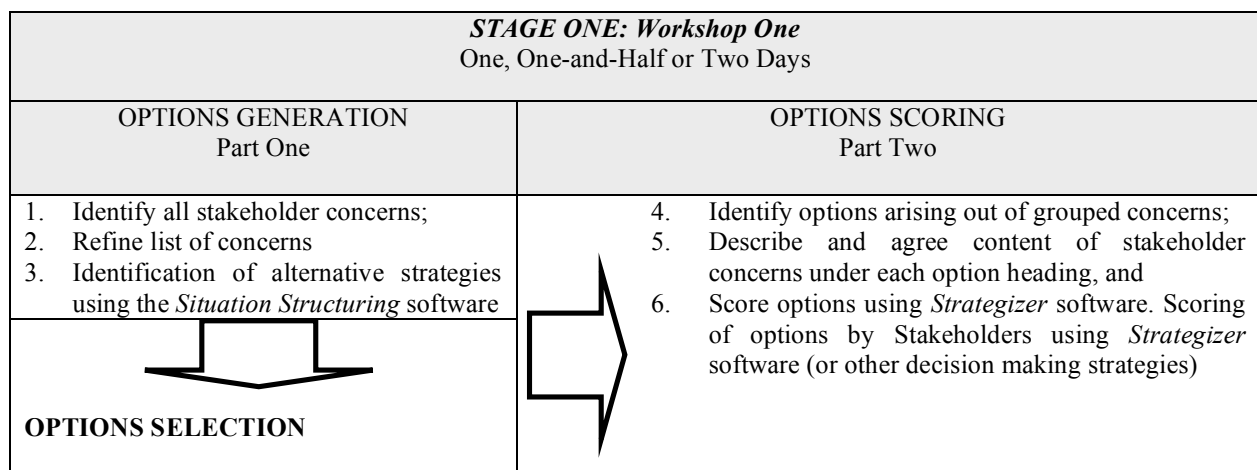 STAGE ONE: Workshop One
One, One-and-Half or Two Days
OPTIONS GENERATION
Part One
OPTIONS SCORING
Part Two
1. Identify all stakeholder concerns;
2. Refine list of concerns
3. Identification of alternative strategies
using the Situation Structuring software
OPTIONS SELECTION
4. Identify options arising out of grouped concerns;
5. Describe and agree content of stakeholder
concerns under each option heading, and
6. Score options using Strategizer software. Scoring
of options by Stakeholders using Strategizer
software (or other decision making strategies)